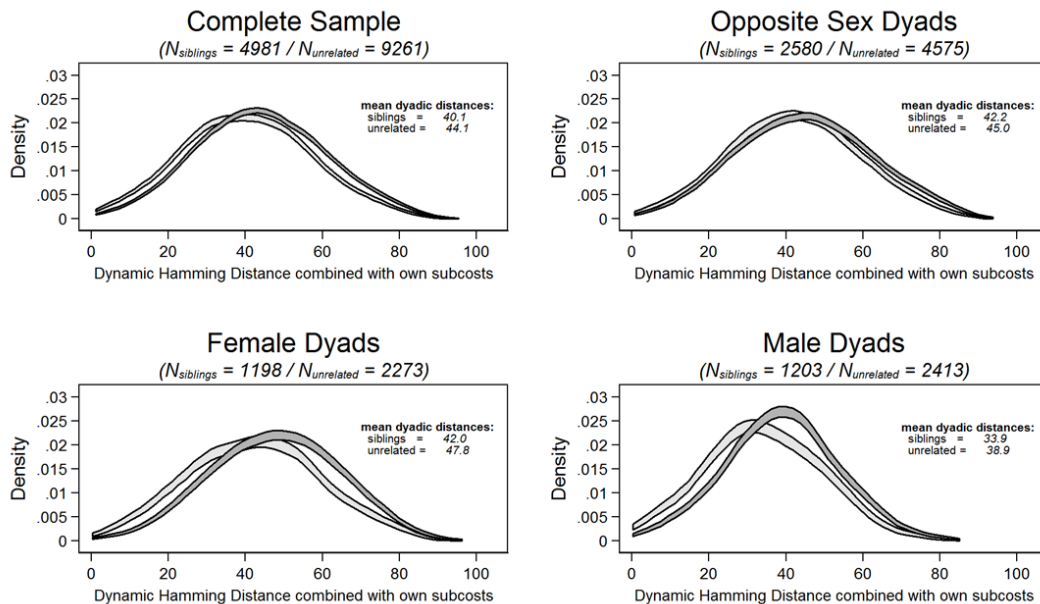 Complete Sample
(Nsiblings = 4981 / Nunrelated = 9261)
.03
.025
.02
.015
.01
.005
0
Density
mean dyadic distances:
siblings = 40.1
unrelated = 44.1
0 20 40 60 80 100
Dynamic Hamming Distance combined with own subcosts
Opposite Sex Dyads
(Nsiblings = 2580 / Nunrelated = 4575)
.03
.025
.02
.015
.01
.005
0
Density
mean dyadic distances:
siblings = 42.2
unrelated = 45.0
0 20 40 60 80 100
Dynamic Hamming Distance combined with own subcosts
Female Dyads
(Nsiblings = 1198 / Nunrelated = 2273)
.03
.025
.02
.015
.01
.005
0
Density
mean dyadic distances:
siblings = 42.0
unrelated = 47.8
0 20 40 60 80 100
Dynamic Hamming Distance combined with own subcosts
Male Dyads
(Nsiblings = 1203 / Nunrelated = 2413)
.03
.025
.02
.015
.01
.005
0
Density
mean dyadic distances:
siblings = 33.9
unrelated = 38.9
0 20 40 60 80 100
Dynamic Hamming Distance combined with own subcosts